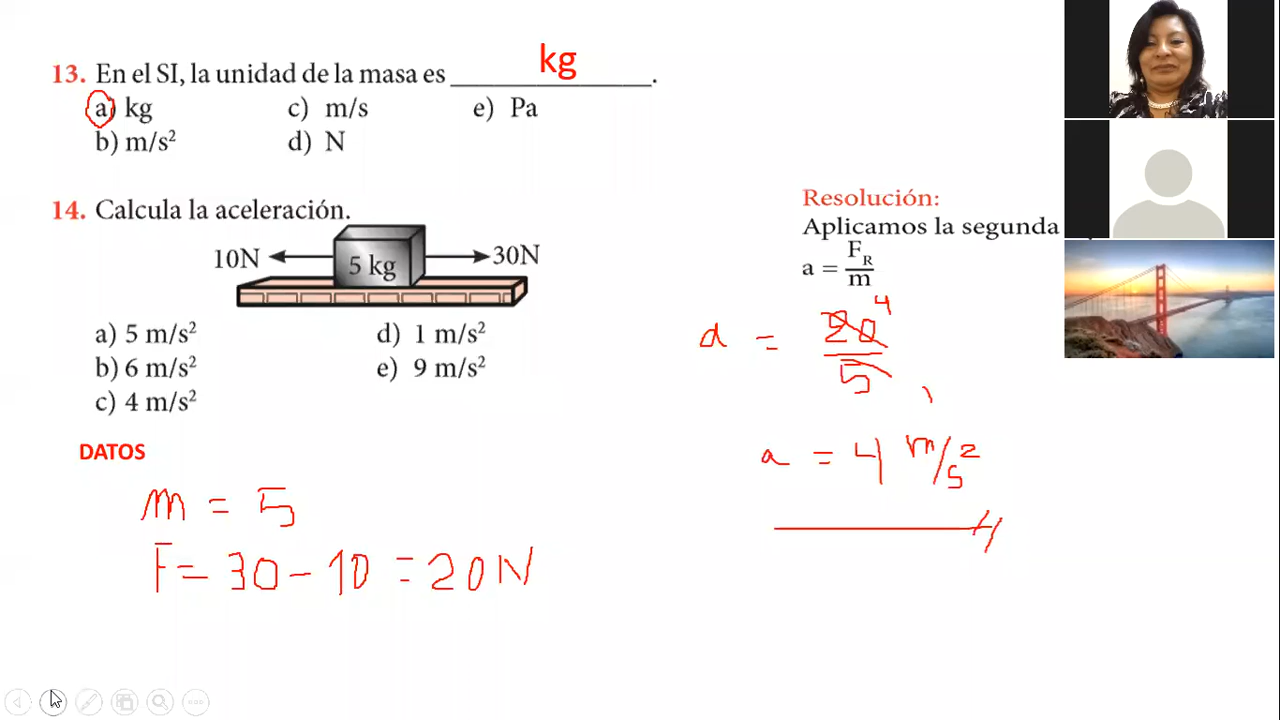 13. En el SI, la unidad de la masa es kg.
a) kg c) m/s e) Pa
b) m/s² d) N
14. Calcula la aceleración.
10N 5 kg 30N
a) 5 m/s² d) 1 m/s²
b) 6 m/s² e) 9 m/s²
c) 4 m/s²
DATOS
m = 5
F = 30 - 10 = 20N
Resolución:
Aplicamos la segunda
a = F_R/m
a = 20/5 4
a = 4 m/s²